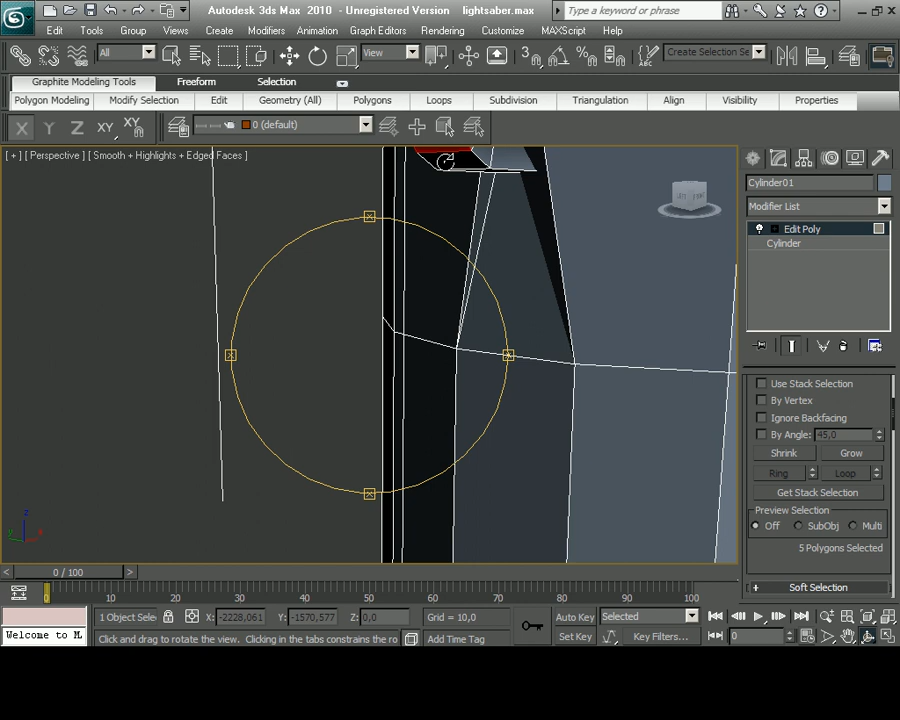 Autodesk 3ds Max 2010 - Unregistered Version lightsaber.max
Type a keyword or phrase
Edit Tools Group Views Create Modifiers Animation Graph Editors Rendering Customize MAXScript Help
All View 3 % ABC Create Selection Se
Graphite Modeling Tools Freeform Selection
Polygon Modeling Modify Selection Edit Geometry (All) Polygons Loops Subdivision Triangulation Align Visibility Properties
X Y Z XY XY 0 (default)
[ + ] [ Perspective ] [ Smooth + Highlights + Edged Faces ]
Cylinder01
Modifier List
Edit Poly
Cylinder
Use Stack Selection
By Vertex
Ignore Backfacing
By Angle: 45,0
Shrink Grow
Ring Loop
Get Stack Selection
Preview Selection
Off SubObj Multi
5 Polygons Selected
+ Soft Selection
z
y x
< 0 / 100 >
0 10 20 30 40 50 60 70 80 90 100
1 Object Sele X: -2228,061 Y: -1570,577 Z: 0,0 Grid = 10,0 Auto Key Selected
Welcome to M Click and drag to rotate the view. Clicking in the tabs constrains the ro Add Time Tag Set Key Key Filters... 0